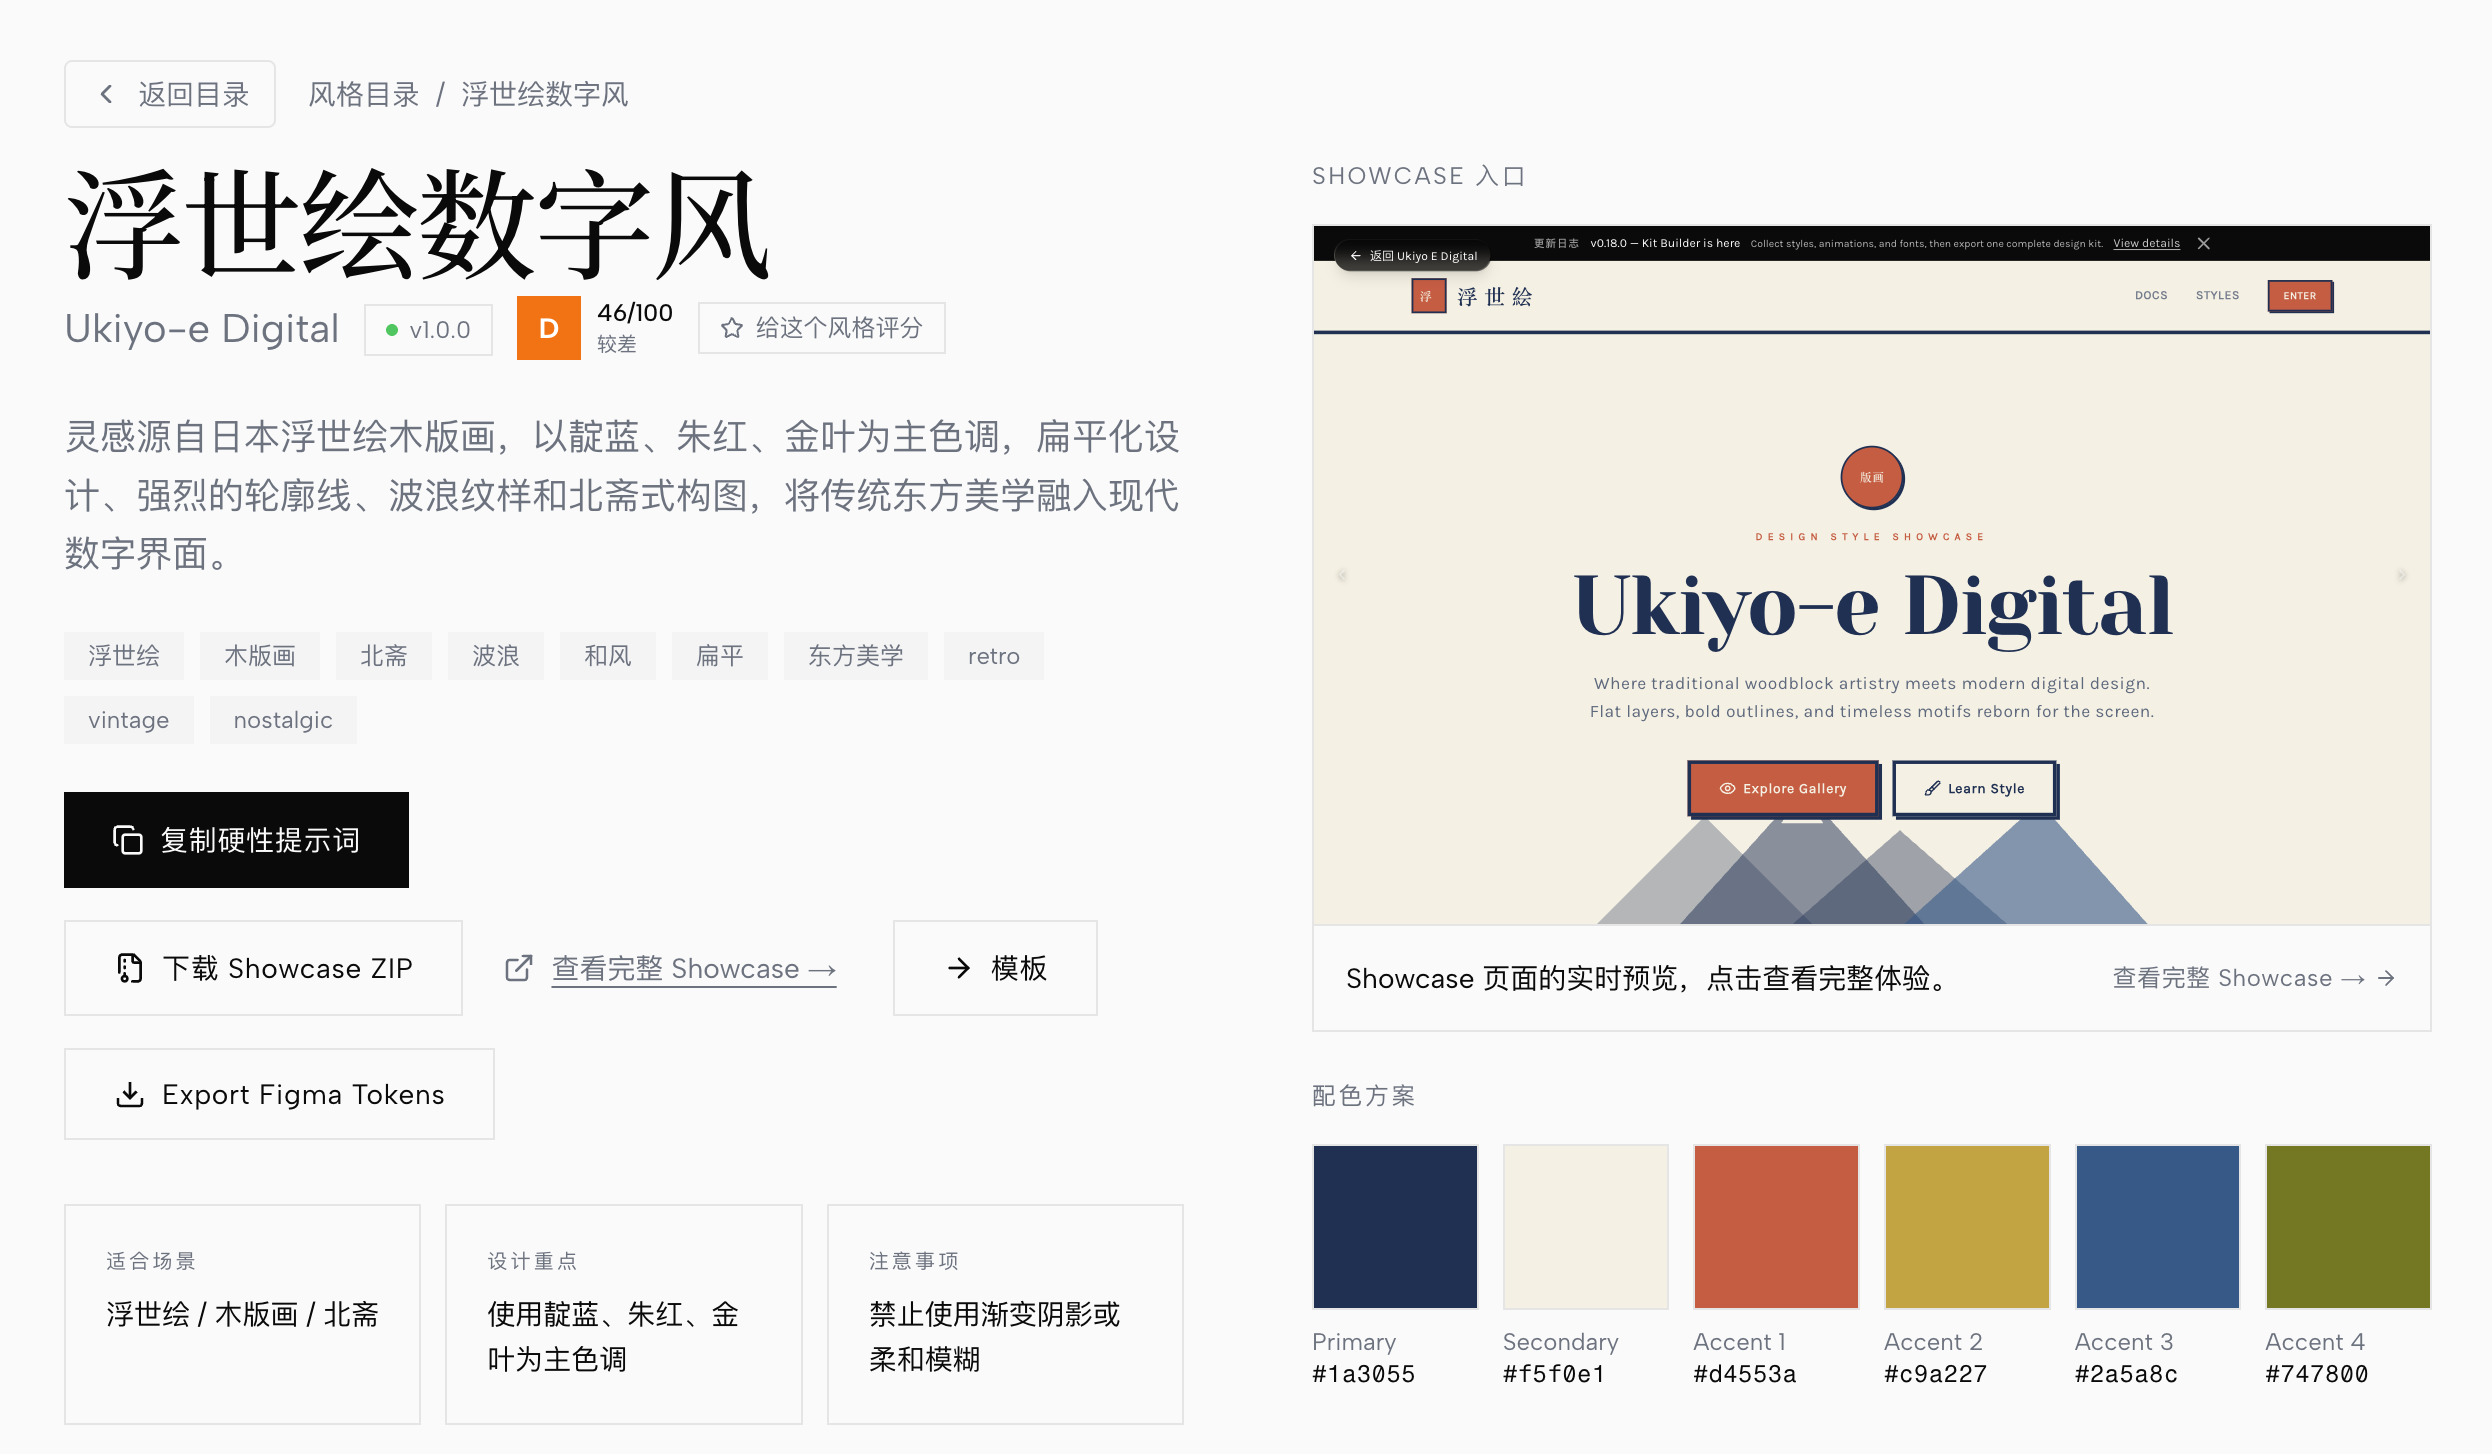 返回目录
风格目录 / 浮世绘数字风
浮世绘数字风
Ukiyo-e Digital
v1.0.0
D
46/100
较差
给这个风格评分
灵感源自日本浮世绘木版画，以靛蓝、朱红、金叶为主色调，扁平化设
计、强烈的轮廓线、波浪纹样和北斋式构图，将传统东方美学融入现代
数字界面。
浮世绘 木版画 北斋 波浪 和风 扁平 东方美学 retro
vintage nostalgic
复制硬性提示词
下载 Showcase ZIP
查看完整 Showcase →
模板
Export Figma Tokens
适合场景
浮世绘 / 木版画 / 北斋
设计重点
使用靛蓝、朱红、金
叶为主色调
注意事项
禁止使用渐变阴影或
柔和模糊
SHOWCASE 入口
更新日志 v0.18.0 — Kit Builder is here Collect styles, animations, and fonts, then export one complete design kit. View details
返回 Ukiyo E Digital
浮
浮世绘
DOCS STYLES ENTER
版画
DESIGN STYLE SHOWCASE
Ukiyo-e Digital
Where traditional woodblock artistry meets modern digital design.
Flat layers, bold outlines, and timeless motifs reborn for the screen.
Explore Gallery
Learn Style
Showcase 页面的实时预览，点击查看完整体验。
查看完整 Showcase →
配色方案
Primary
#1a3055
Secondary
#f5f0e1
Accent 1
#d4553a
Accent 2
#c9a227
Accent 3
#2a5a8c
Accent 4
#747800